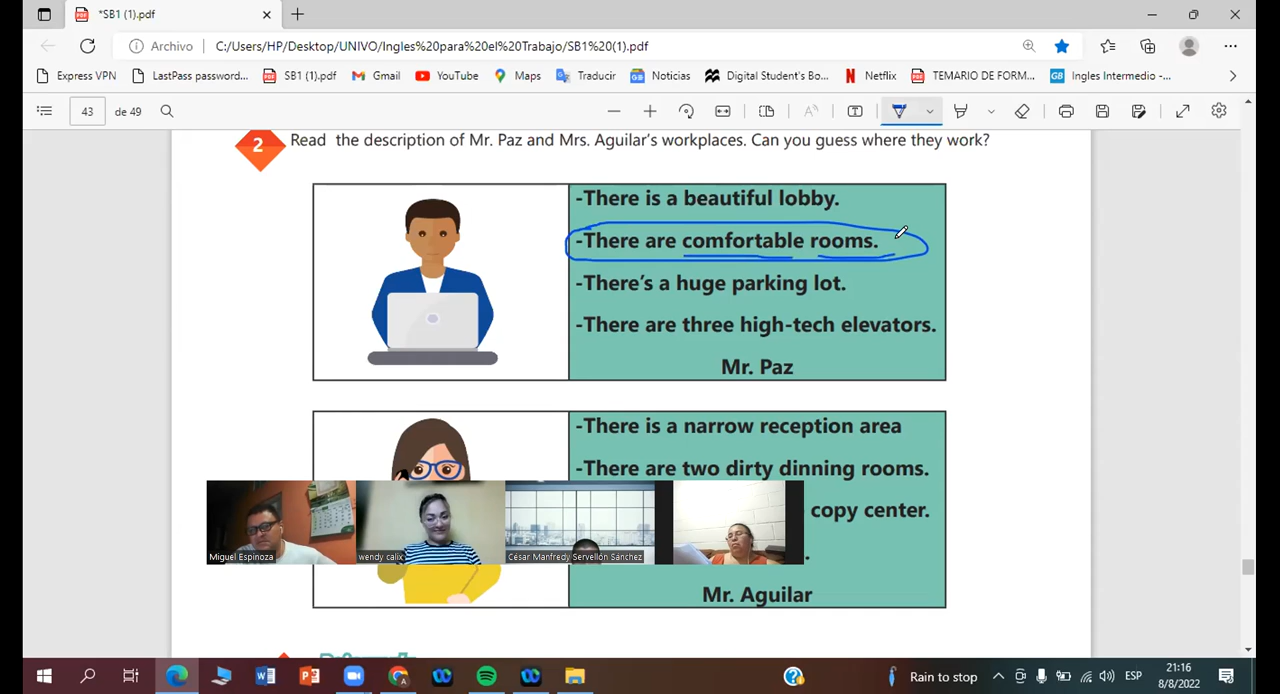 *SB1 (1).pdf
Archivo
C:/Users/HP/Desktop/UNIVO/Ingles%20para%20el%20Trabajo/SB1%20(1).pdf
Express VPN
LastPass password...
SB1 (1).pdf
Gmail
YouTube
Maps
Traducir
Noticias
Digital Student's Bo...
Netflix
TEMARIO DE FORM...
Ingles Intermedio -...
43
de 49
2
Read the description of Mr. Paz and Mrs. Aguilar's workplaces. Can you guess where they work?
-There is a beautiful lobby.
-There are comfortable rooms.
-There's a huge parking lot.
-There are three high-tech elevators.
Mr. Paz
-There is a narrow reception area
-There are two dirty dinning rooms.
copy center.
Mr. Aguilar
Miguel Espinoza
wendy calix
César Manfredy Servellón Sánchez
Rain to stop
ESP
21:16
8/8/2022